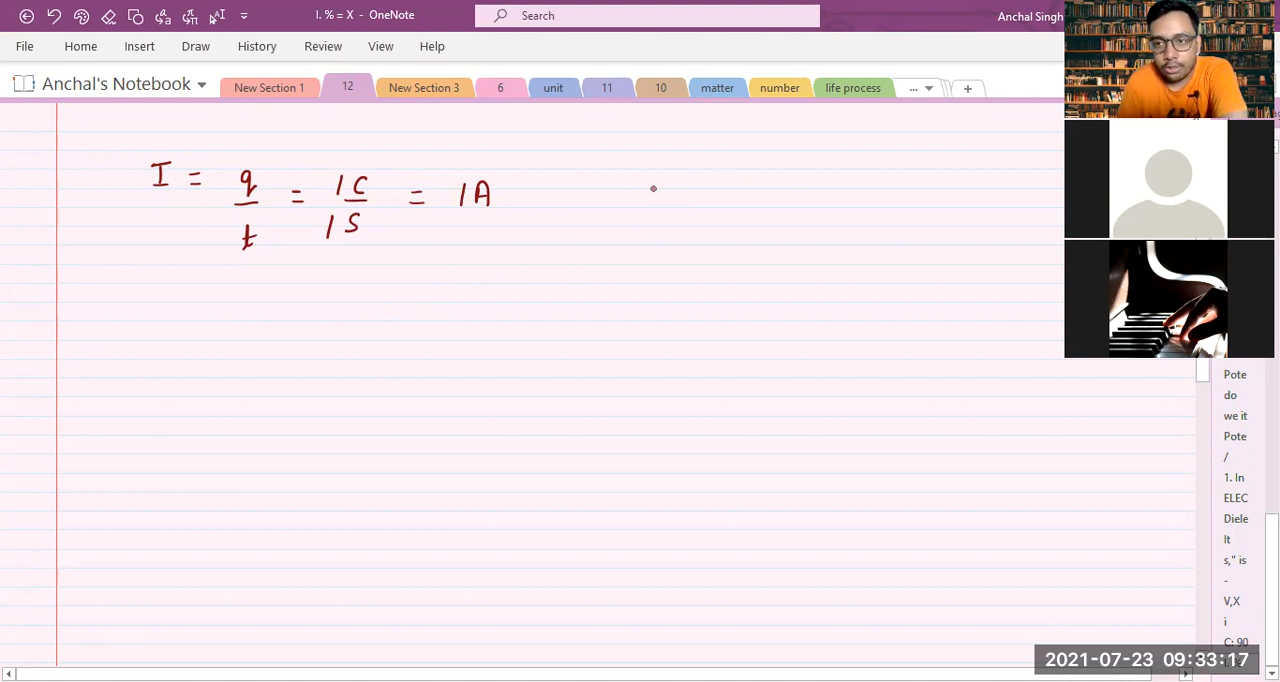 I. % = X - OneNote
Search
Anchal Singh
File Home Insert Draw History Review View Help
Anchal's Notebook
New Section 1 12 New Section 3 6 unit 11 10 matter number life process ... +
I = q/t = 1C/1S = 1A
Pote
do
we it
Pote
/
1. In
ELEC
Diele
It
s," is
-
V,X
i
C: 90
2021-07-23 09:33:17